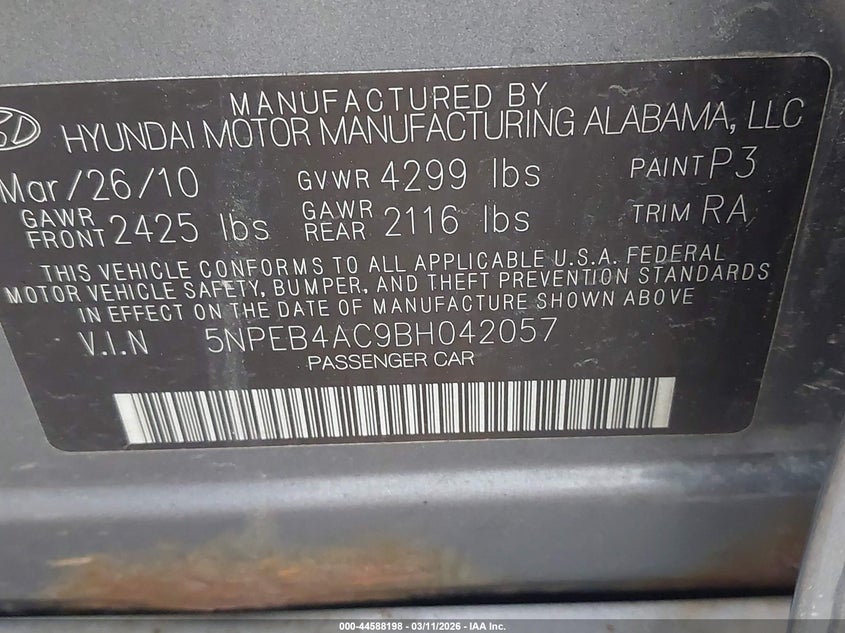 MANUFACTURED BY
HYUNDAI MOTOR MANUFACTURING ALABAMA, LLC
Mar/26/10 GVWR 4299 lbs PAINT P3
GAWR FRONT 2425 lbs GAWR REAR 2116 lbs TRIM RA
THIS VEHICLE CONFORMS TO ALL APPLICABLE U.S.A. FEDERAL
MOTOR VEHICLE SAFETY, BUMPER, AND THEFT PREVENTION STANDARDS
IN EFFECT ON THE DATE OF MANUFACTURE SHOWN ABOVE
V.I.N 5NPEB4AC9BH042057
PASSENGER CAR
000-44588198 - 03/11/2026 - IAA Inc.